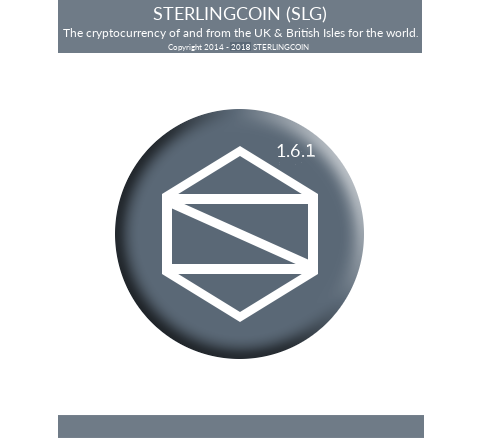 STERLINGCOIN (SLG)
The cryptocurrency of and from the UK & British Isles for the world.
Copyright 2014 - 2018 STERLINGCOIN
1.6.1